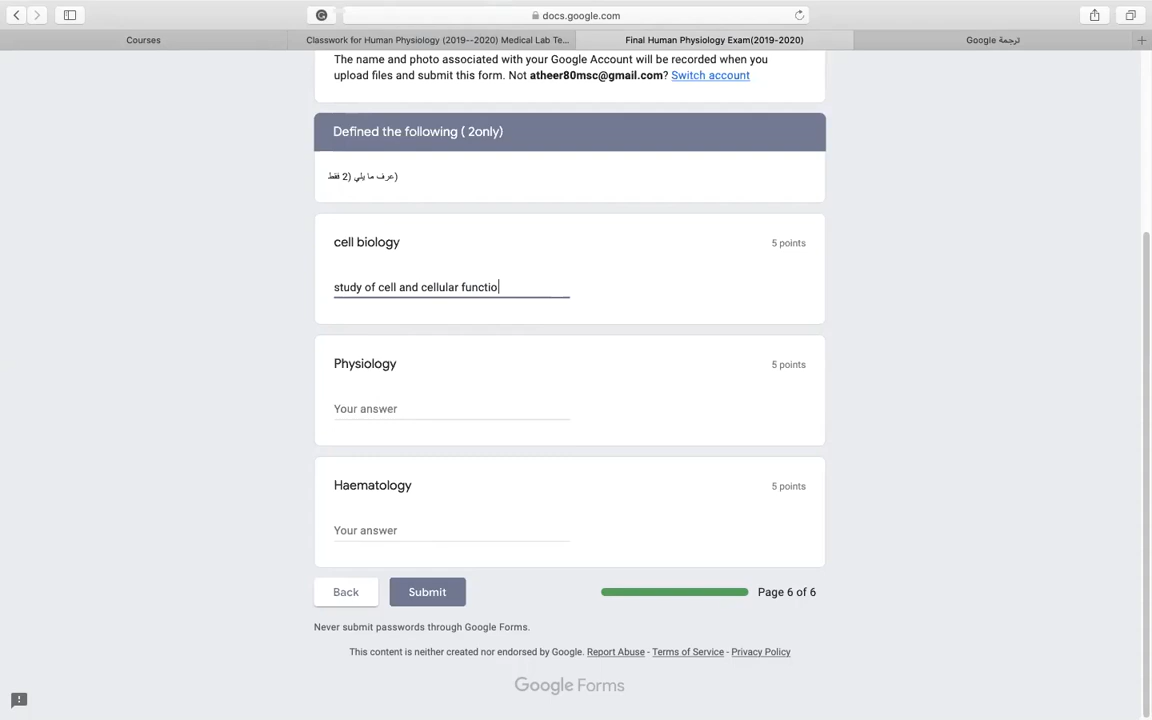 docs.google.com
Courses
Classwork for Human Physiology (2019--2020) Medical Lab Te...
Final Human Physiology Exam(2019-2020)
ترجمة Google
The name and photo associated with your Google Account will be recorded when you
upload files and submit this form. Not atheer80msc@gmail.com? Switch account
Defined the following ( 2only)
عرف ما يلي (2 فقط)
cell biology
5 points
study of cell and cellular functio
Physiology
5 points
Your answer
Haematology
5 points
Your answer
Back
Submit
Page 6 of 6
Never submit passwords through Google Forms.
This content is neither created nor endorsed by Google. Report Abuse - Terms of Service - Privacy Policy
Google Forms